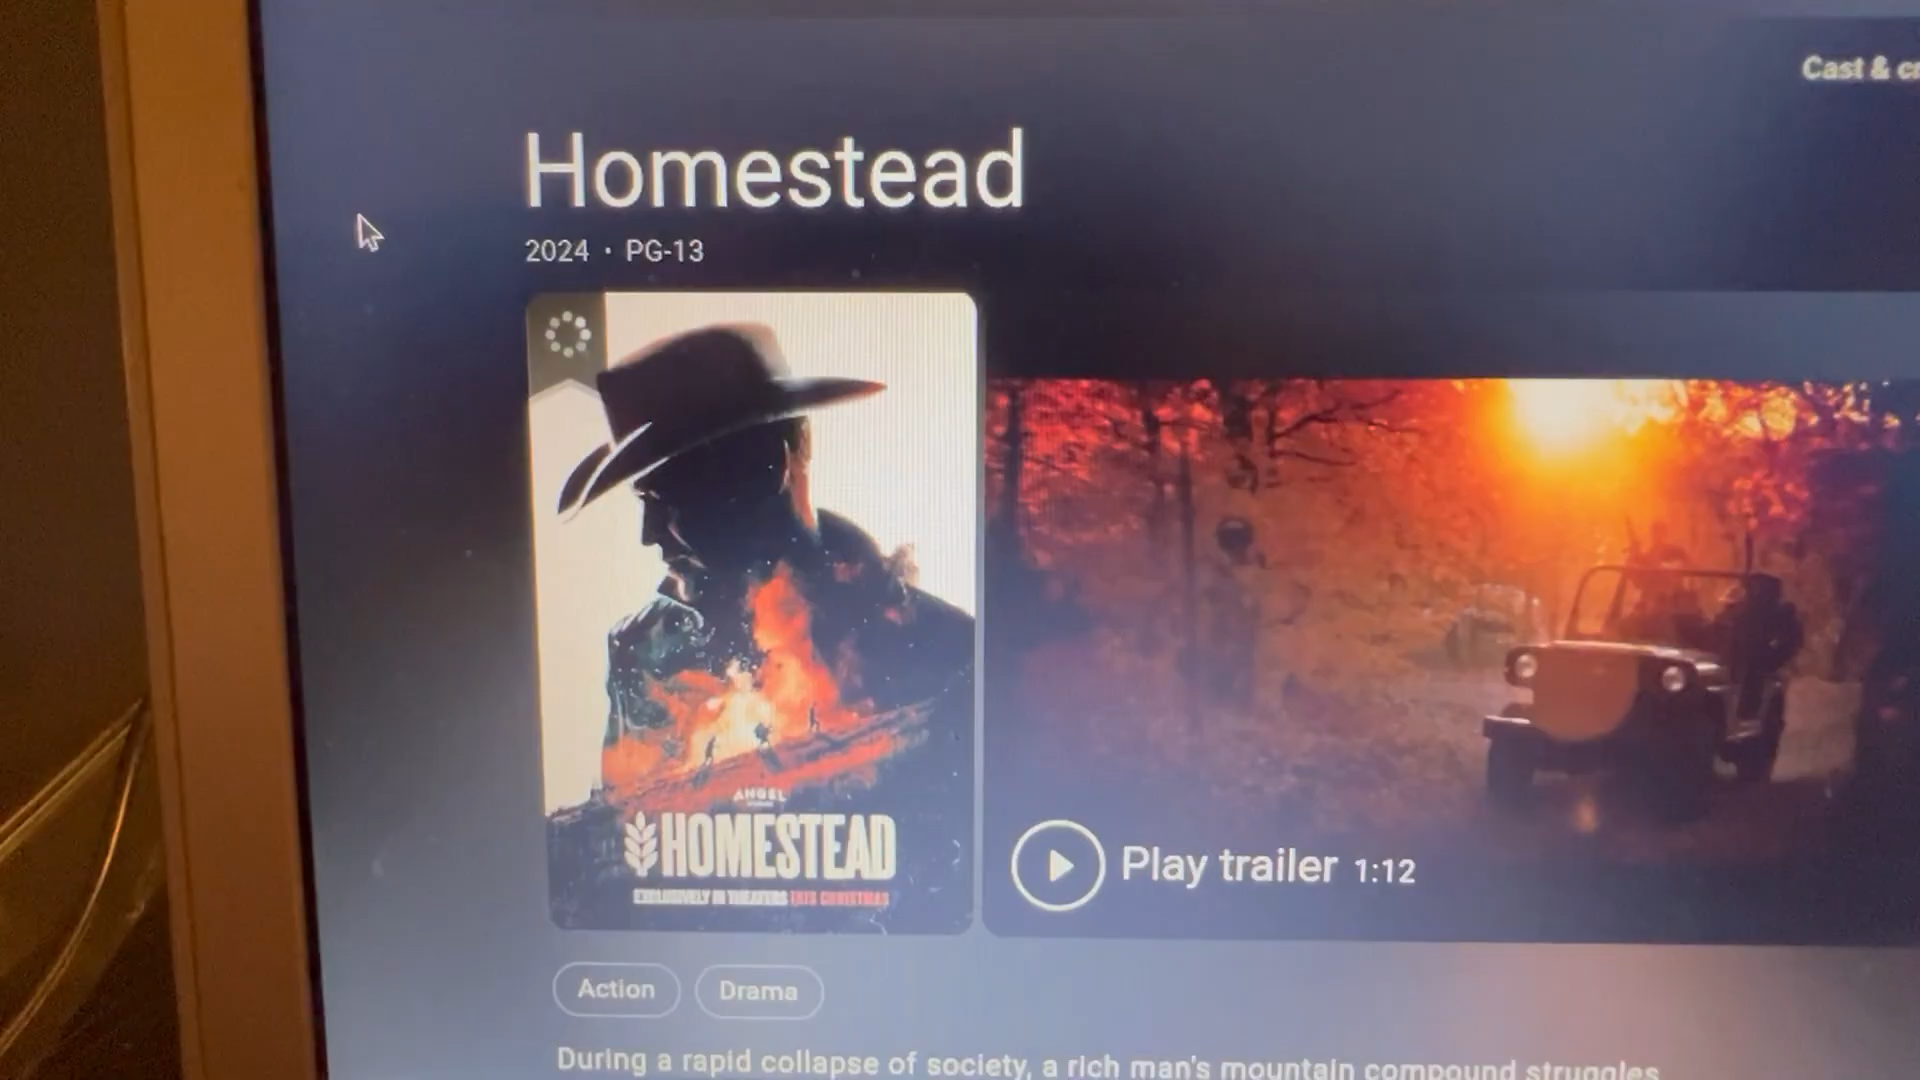 Cast & cr
Homestead
2024 · PG-13
ANGEL
HOMESTEAD
EXCLUSIVELY IN THEATERS THIS CHRISTMAS
Play trailer 1:12
Action
Drama
During a rapid collapse of society, a rich man's mountain compound struggles